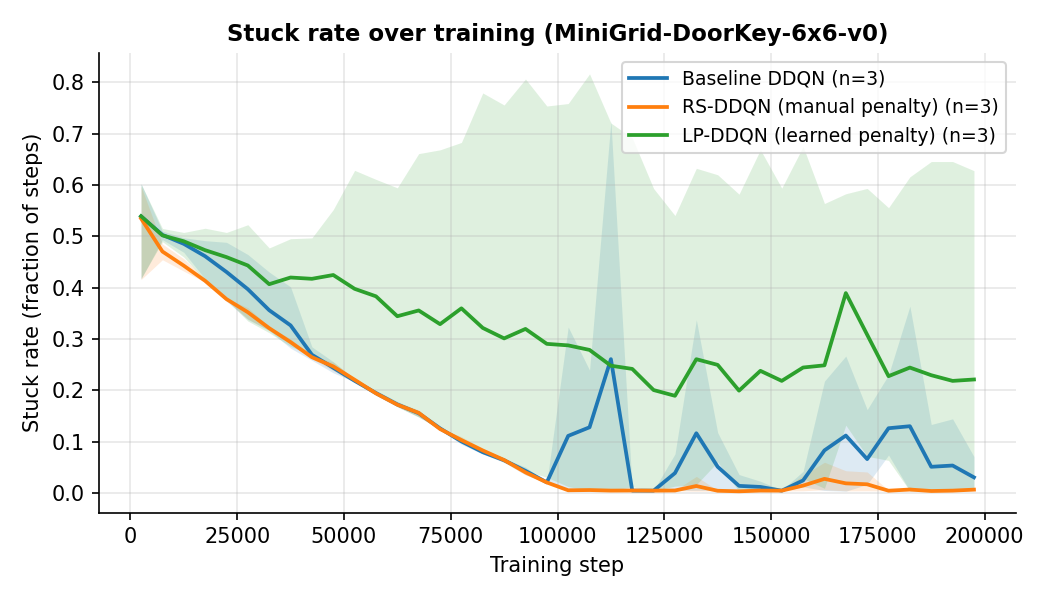 Stuck rate over training (MiniGrid-DoorKey-6x6-v0)
Baseline DDQN (n=3)
RS-DDQN (manual penalty) (n=3)
LP-DDQN (learned penalty) (n=3)
Stuck rate (fraction of steps)
0.8
0.7
0.6
0.5
0.4
0.3
0.2
0.1
0.0
0 25000 50000 75000 100000 125000 150000 175000 200000
Training step